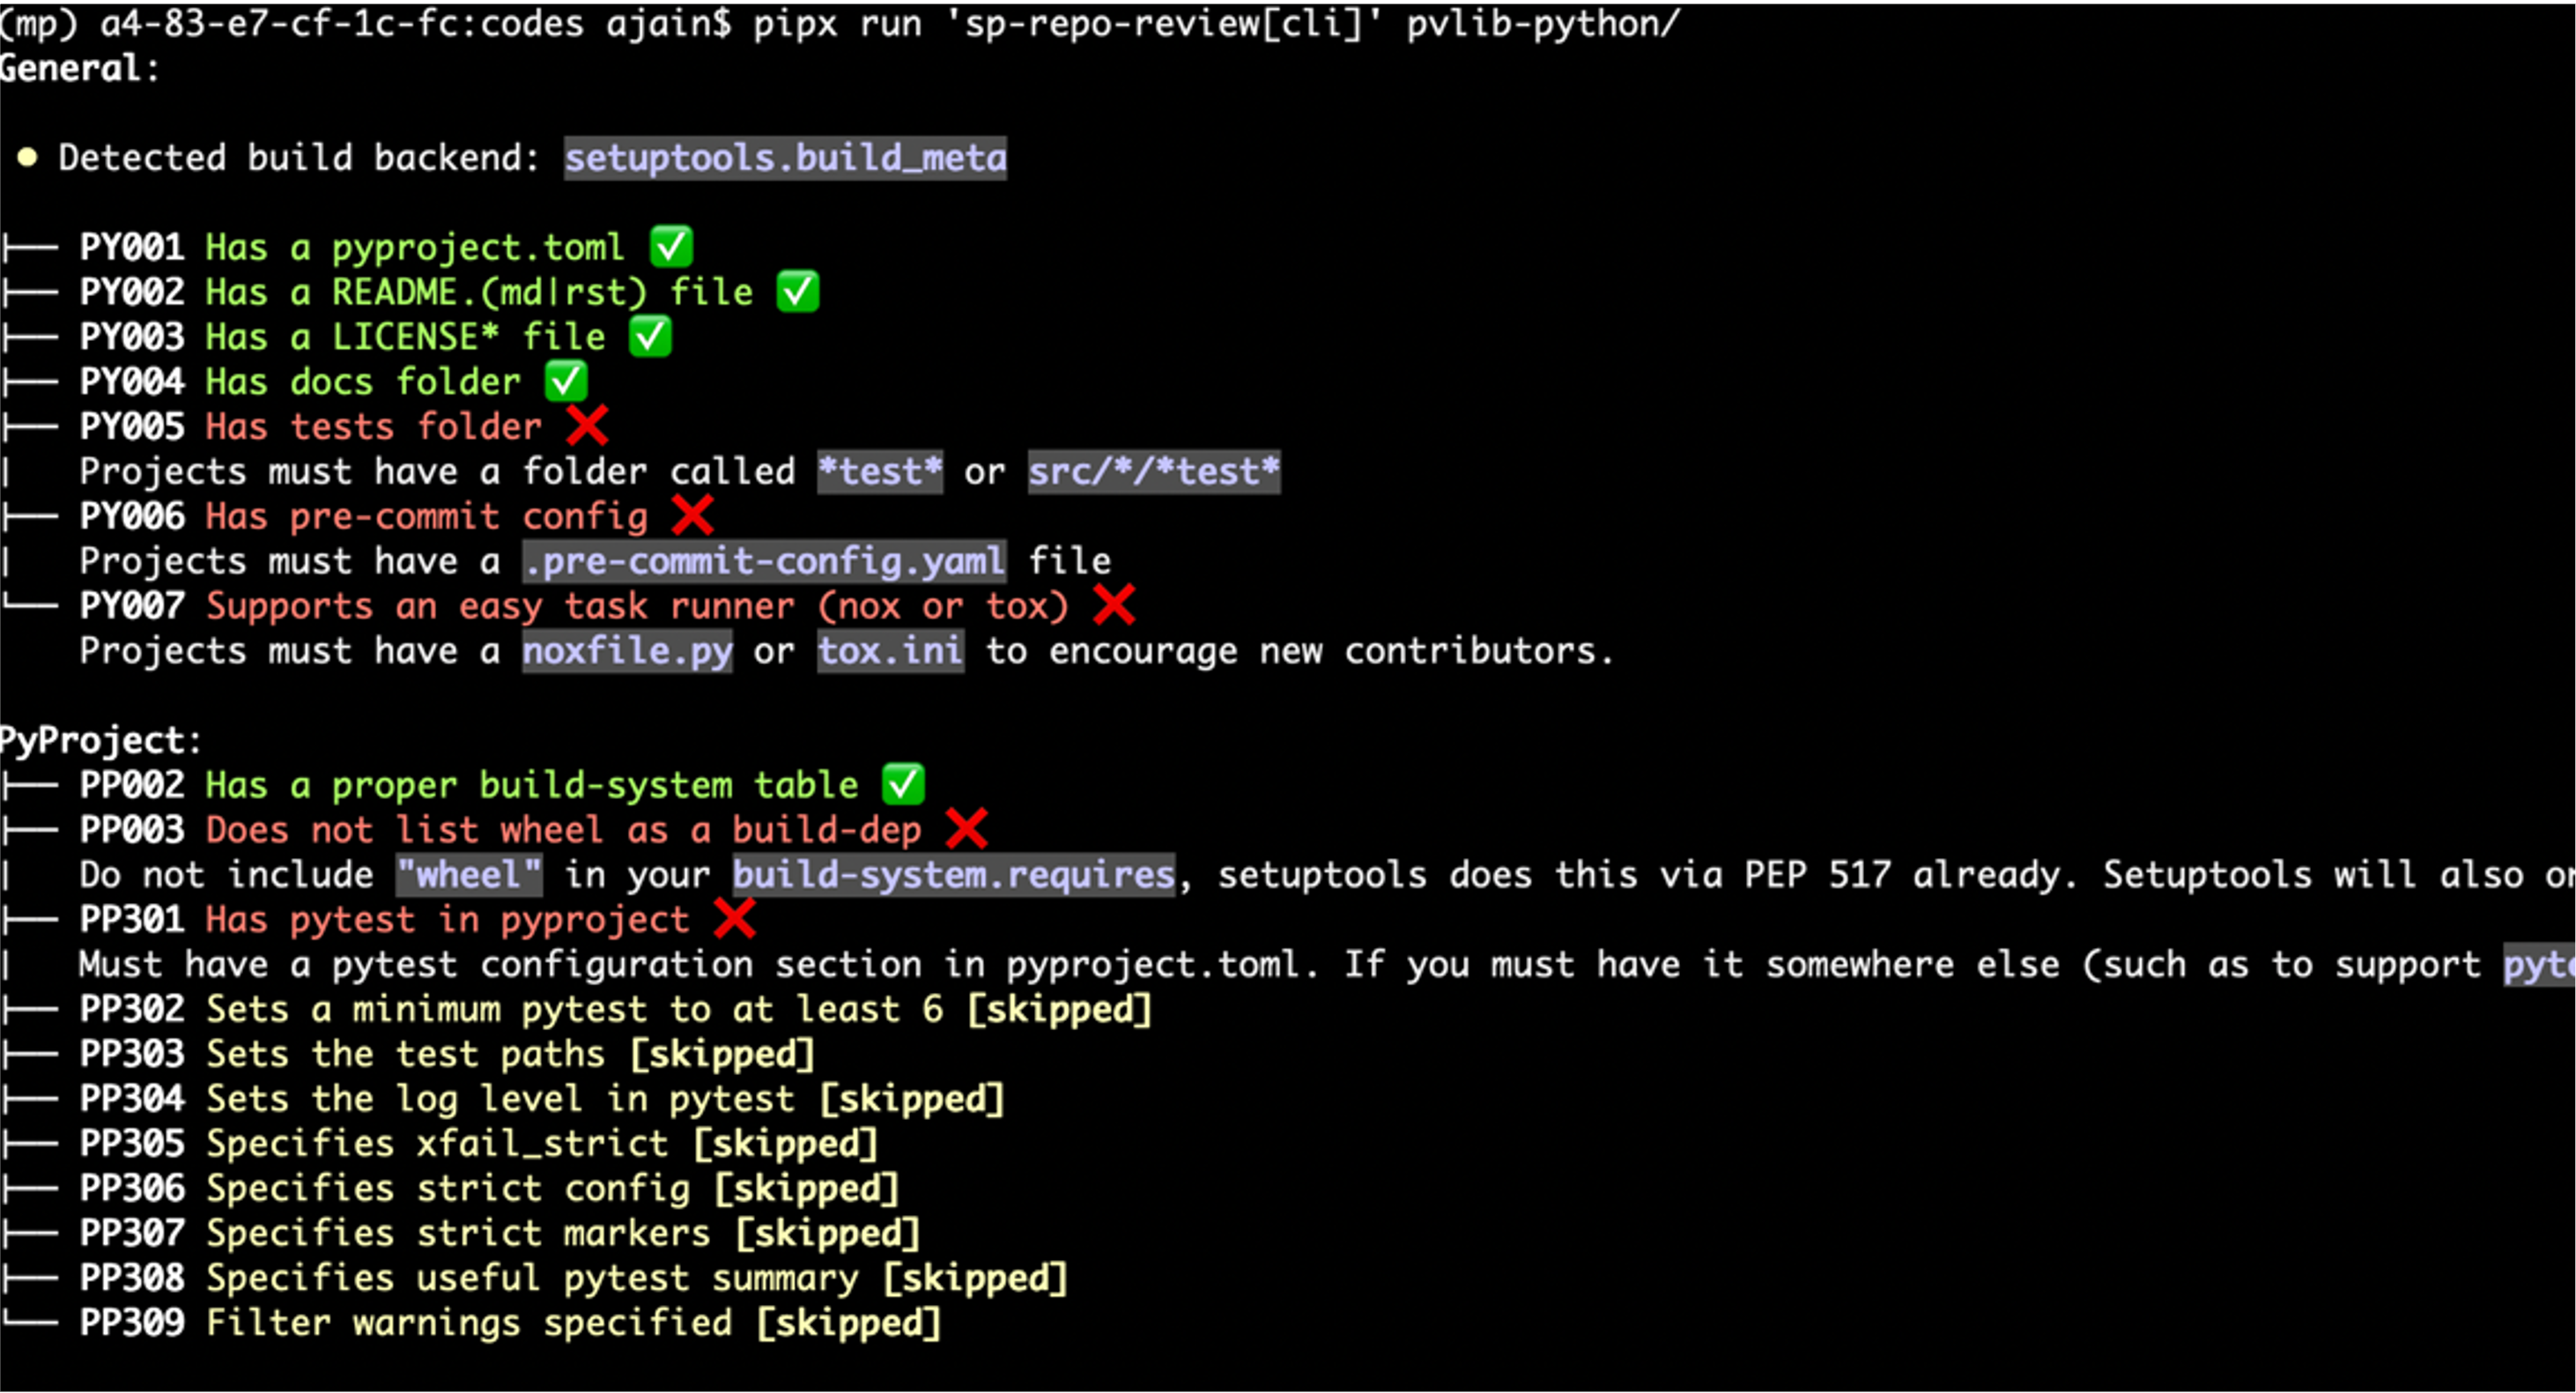 (mp) a4-83-e7-cf-1c-fc:codes ajain$ pipx run 'sp-repo-review[cli]' pvlib-python/
General:
• Detected build backend: setuptools.build_meta
├── PY001 Has a pyproject.toml ✅
├── PY002 Has a README.(md|rst) file ✅
├── PY003 Has a LICENSE* file ✅
├── PY004 Has docs folder ✅
├── PY005 Has tests folder ❌
│   Projects must have a folder called *test* or src/*/*test*
├── PY006 Has pre-commit config ❌
│   Projects must have a .pre-commit-config.yaml file
└── PY007 Supports an easy task runner (nox or tox) ❌
    Projects must have a noxfile.py or tox.ini to encourage new contributors.
PyProject:
├── PP002 Has a proper build-system table ✅
├── PP003 Does not list wheel as a build-dep ❌
│   Do not include "wheel" in your build-system.requires, setuptools does this via PEP 517 already. Setuptools will also
├── PP301 Has pytest in pyproject ❌
│   Must have a pytest configuration section in pyproject.toml. If you must have it somewhere else (such as to support
├── PP302 Sets a minimum pytest to at least 6 [skipped]
├── PP303 Sets the test paths [skipped]
├── PP304 Sets the log level in pytest [skipped]
├── PP305 Specifies xfail_strict [skipped]
├── PP306 Specifies strict config [skipped]
├── PP307 Specifies strict markers [skipped]
├── PP308 Specifies useful pytest summary [skipped]
└── PP309 Filter warnings specified [skipped]